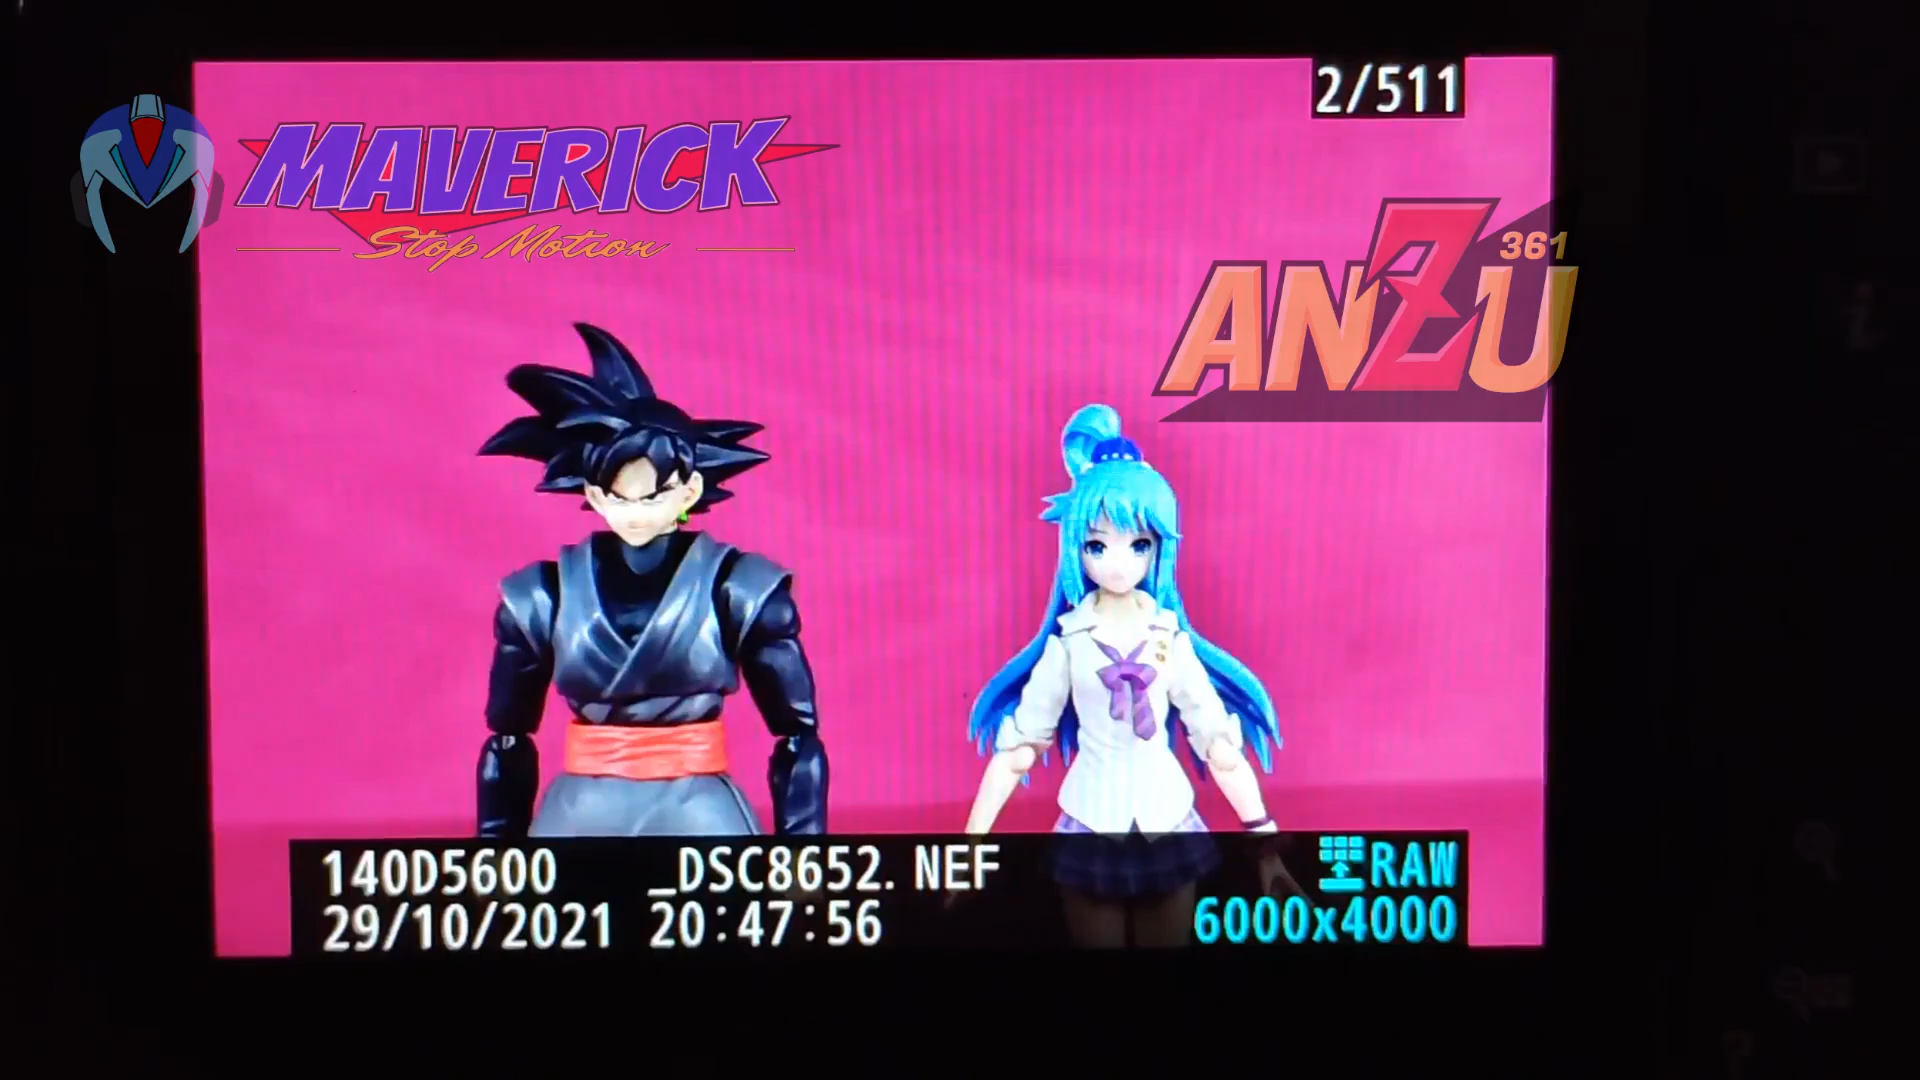 2/511
MAVERICK
Stop Motion
361
ANZU
140D5600 _DSC8652.NEF RAW
29/10/2021 20:47:56 6000x4000